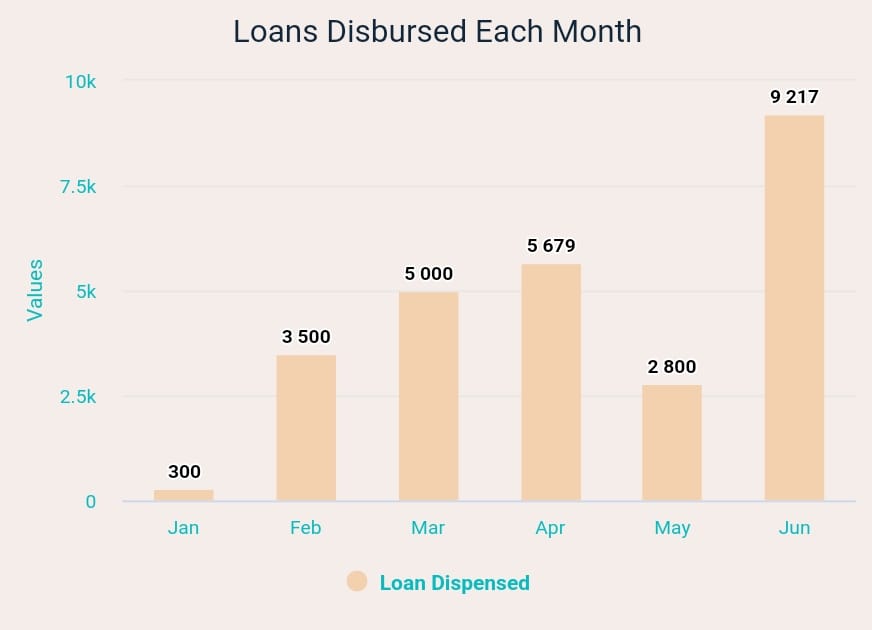 Loans Disbursed Each Month
10k
7.5k
5k
2.5k
0
Values
300
3 500
5 000
5 679
2 800
9 217
Jan
Feb
Mar
Apr
May
Jun
Loan Dispensed